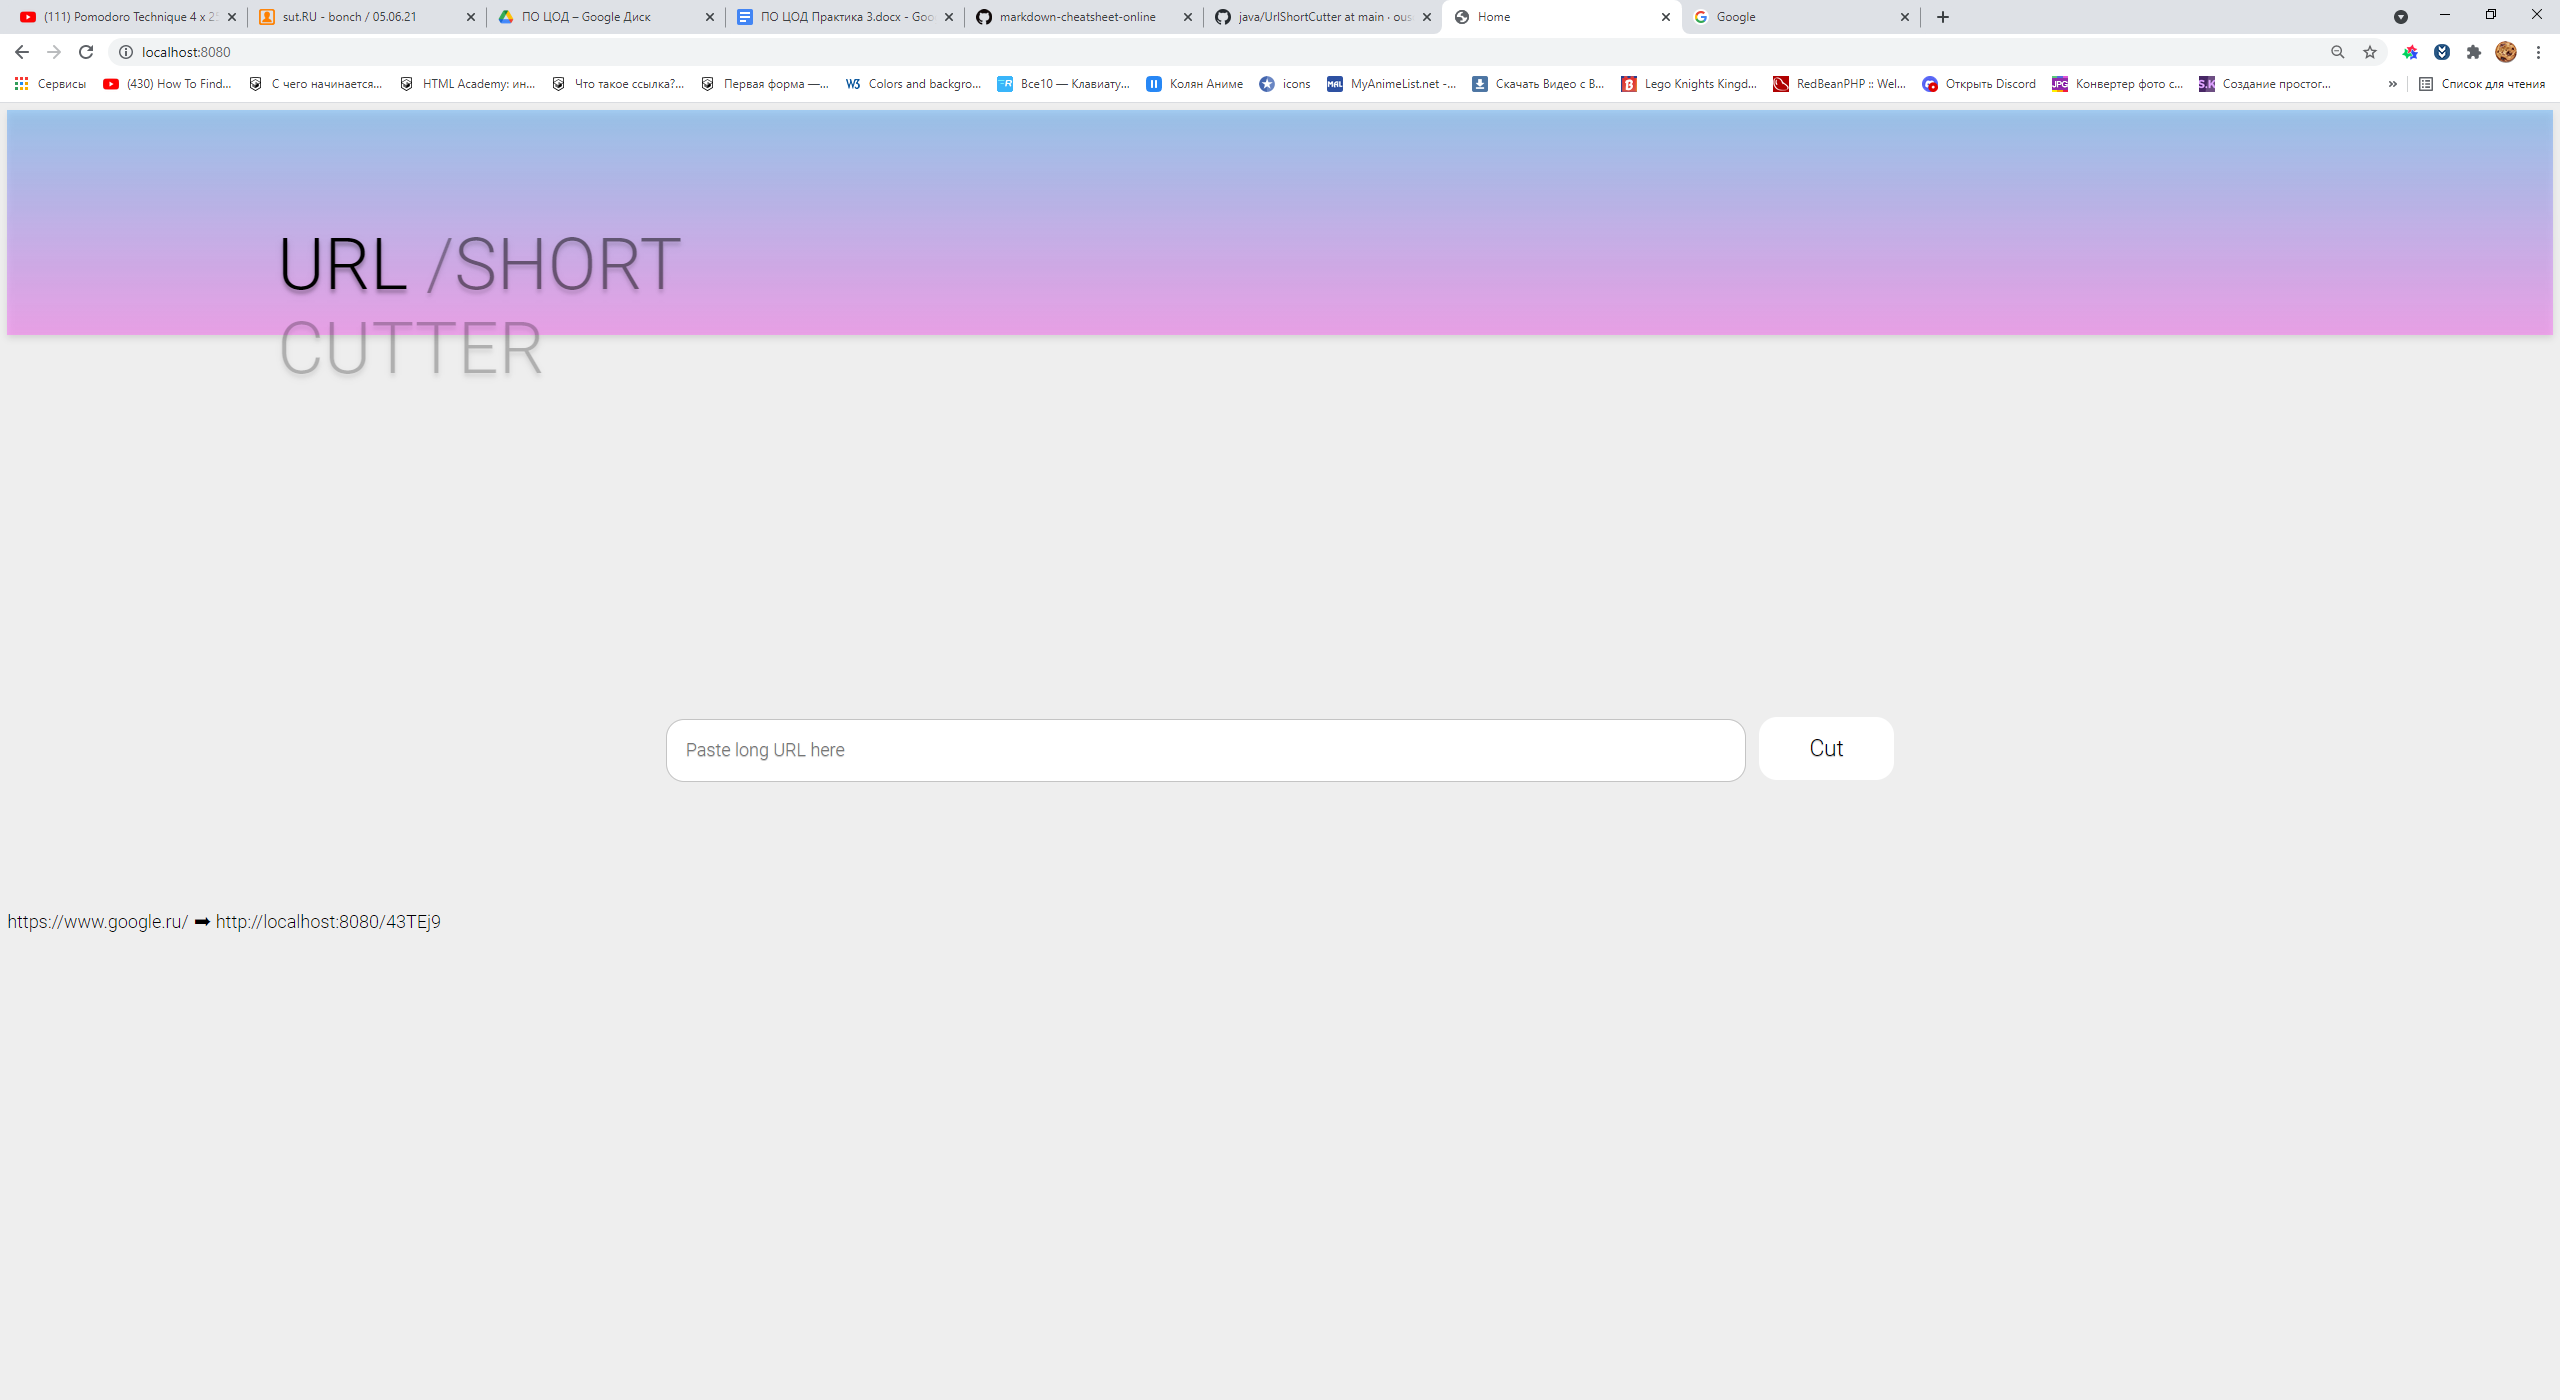 (111) Pomodoro Technique 4 x 25
sut.RU - bonch / 05.06.21
ПО ЦОД – Google Диск
ПО ЦОД Практика 3.docx - Goo
markdown-cheatsheet-online
java/UrlShortCutter at main · ous
Home
Google
localhost:8080
Сервисы
(430) How To Find...
С чего начинается...
HTML Academy: ин...
Что такое ссылка?...
Первая форма —...
W3 Colors and backgro...
Все10 — Клавиату...
Колян Аниме
icons
MAL MyAnimeList.net -...
Скачать Видео с В...
B Lego Knights Kingd...
RedBeanPHP :: Wel...
Открыть Discord
JPG Конвертер фото с...
S.K Создание простог...
»
Список для чтения
URL /SHORT
CUTTER
Paste long URL here
Cut
https://www.google.ru/ ➡ http://localhost:8080/43TEj9